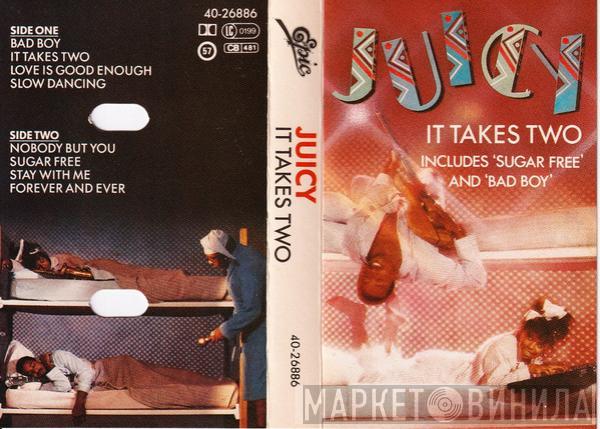 40-26886
SIDE ONE
BAD BOY
IT TAKES TWO
LOVE IS GOOD ENOUGH
SLOW DANCING
LC 0199
57
CB 481
SIDE TWO
NOBODY BUT YOU
SUGAR FREE
STAY WITH ME
FOREVER AND EVER
Epic
JUICY
IT TAKES TWO
40-26886
JUICY
IT TAKES TWO
INCLUDES 'SUGAR FREE'
AND 'BAD BOY'
МАРКЕТ ВИНИЛА